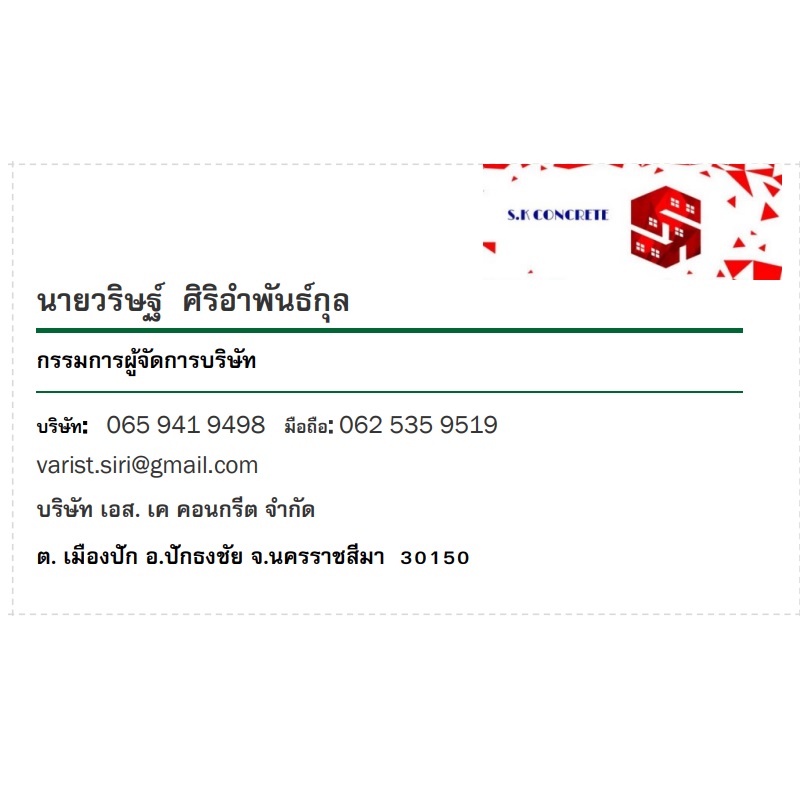 S.K CONCRETE
นายวริษฐ์ ศิริอำพันธ์กุล
กรรมการผู้จัดการบริษัท
บริษัท: 065 941 9498 มือถือ: 062 535 9519
varist.siri@gmail.com
บริษัท เอส. เค คอนกรีต จำกัด
ต. เมืองปัก อ.ปักธงชัย จ.นครราชสีมา 30150